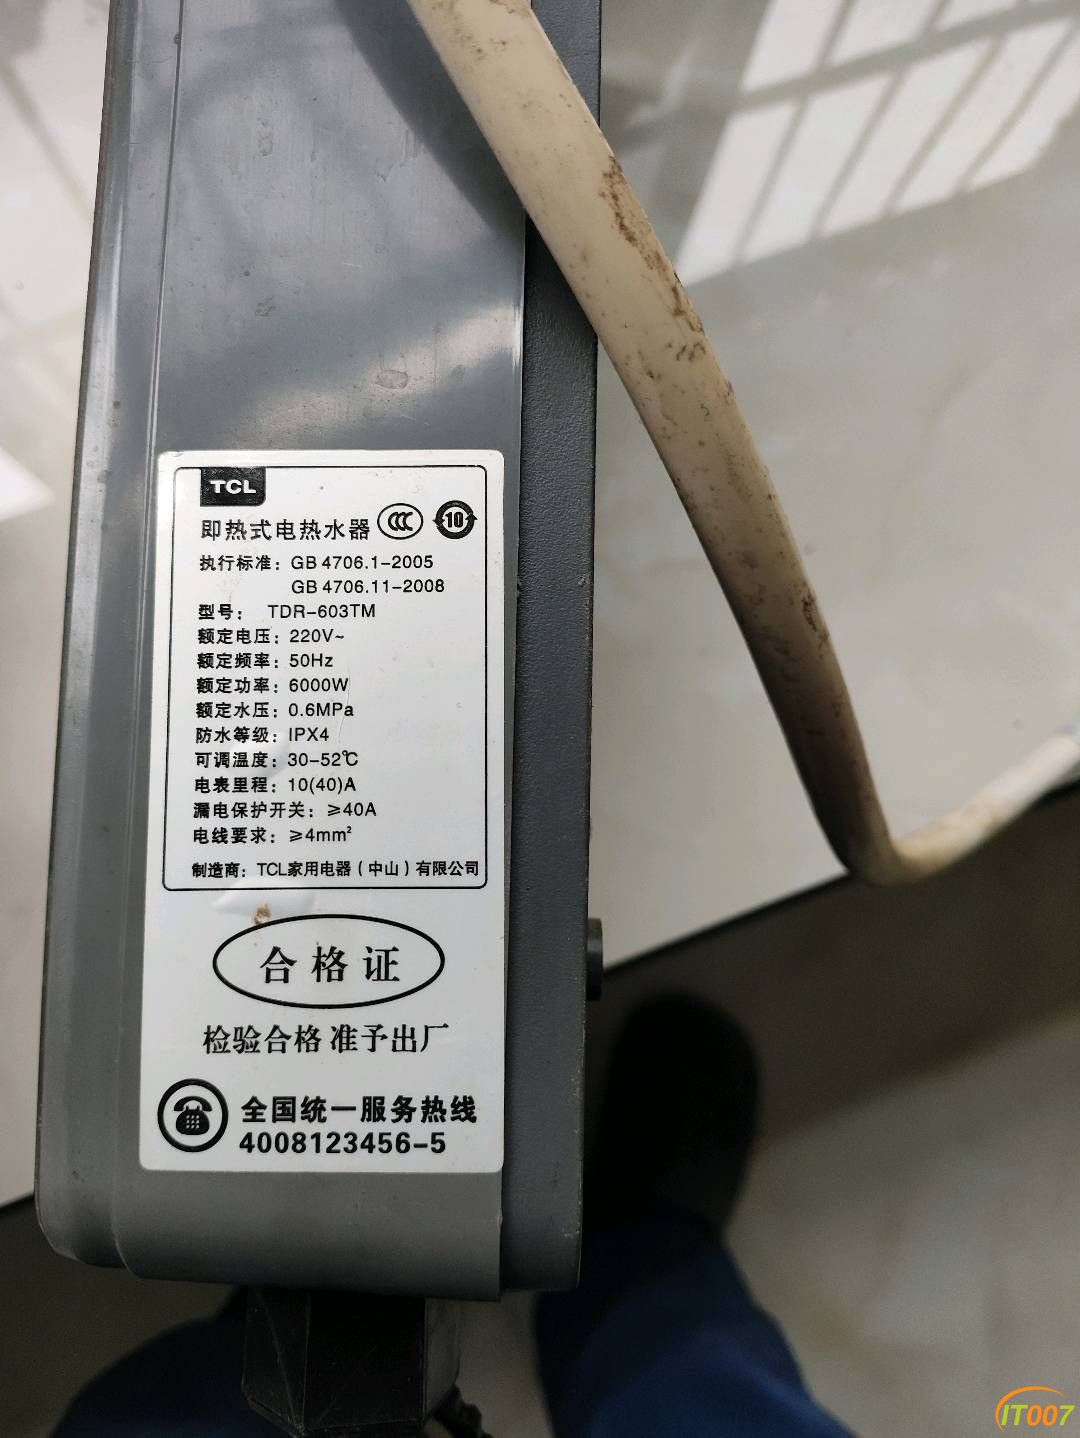 TCL
即热式电热水器 CCC 10
执行标准：GB 4706.1-2005
GB 4706.11-2008
型号： TDR-603TM
额定电压：220V~
额定频率：50Hz
额定功率：6000W
额定水压：0.6MPa
防水等级：IPX4
可调温度：30-52℃
电表里程：10(40)A
漏电保护开关：≥40A
电线要求：≥4mm²
制造商：TCL家用电器（中山）有限公司
合格证
检验合格 准予出厂
全国统一服务热线
4008123456-5
IT007